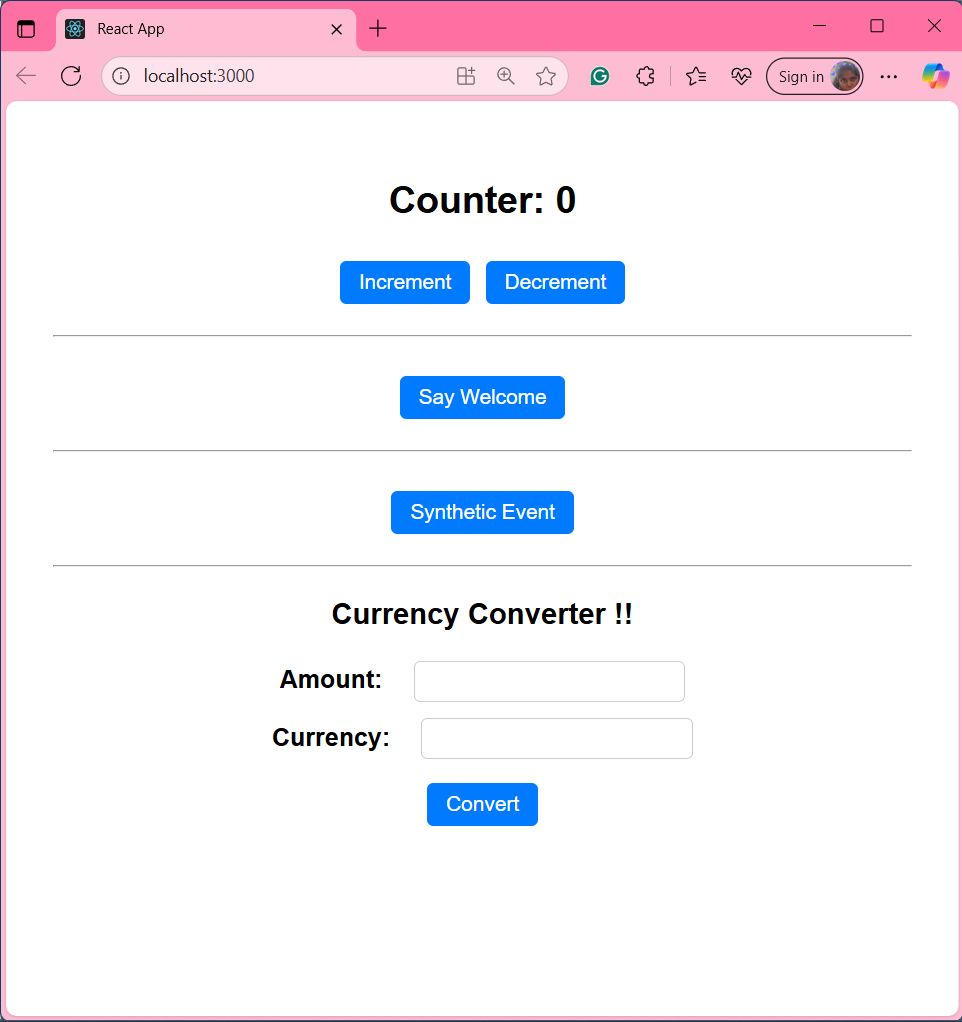 React App
localhost:3000
Sign in
Counter: 0
Increment Decrement
Say Welcome
Synthetic Event
Currency Converter !!
Amount:
Currency:
Convert